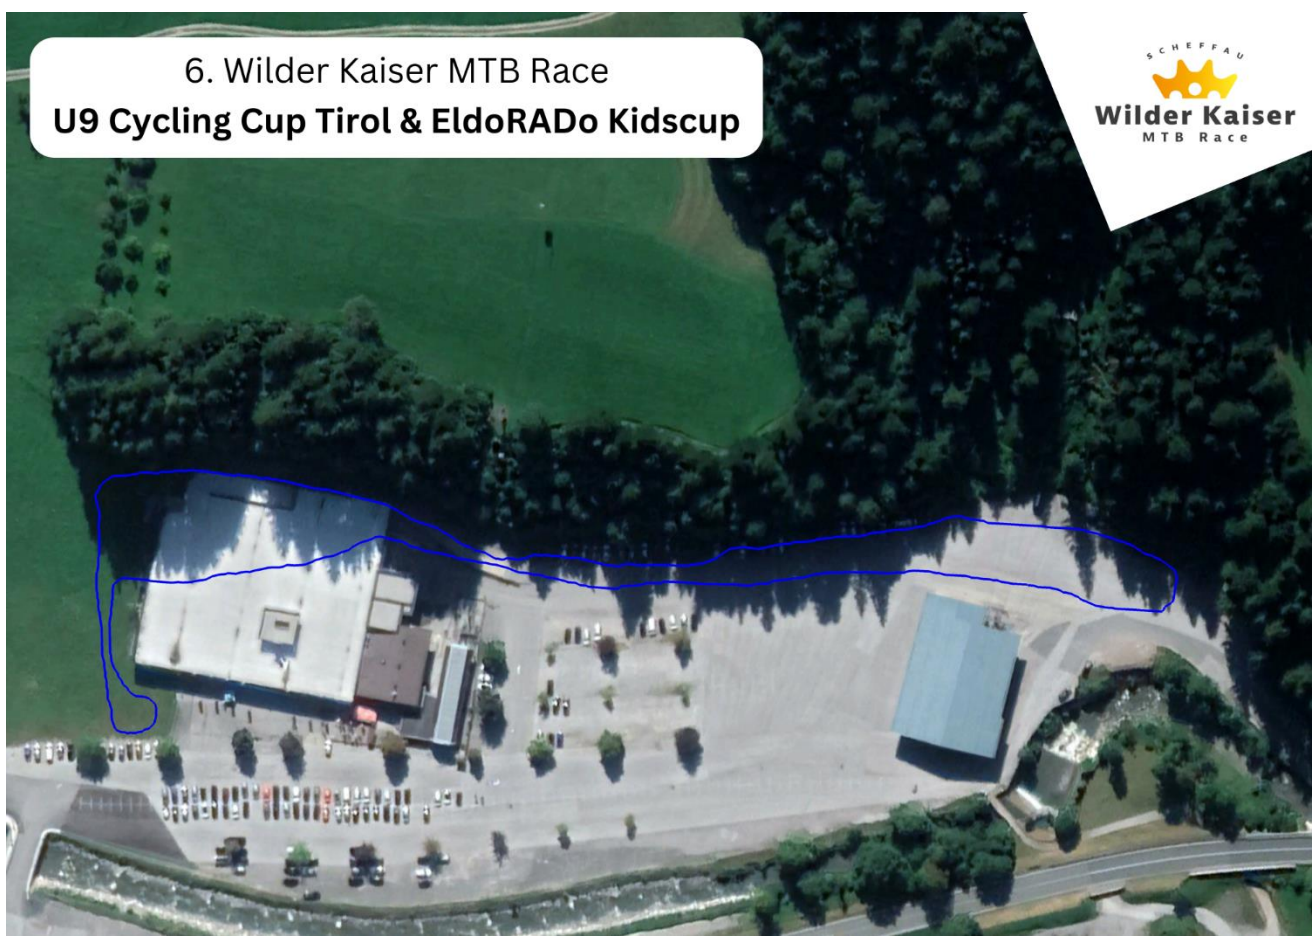 6. Wilder Kaiser MTB Race
U9 Cycling Cup Tirol & EldoRADo Kidscup
SCHEFFAU
Wilder Kaiser
MTB Race